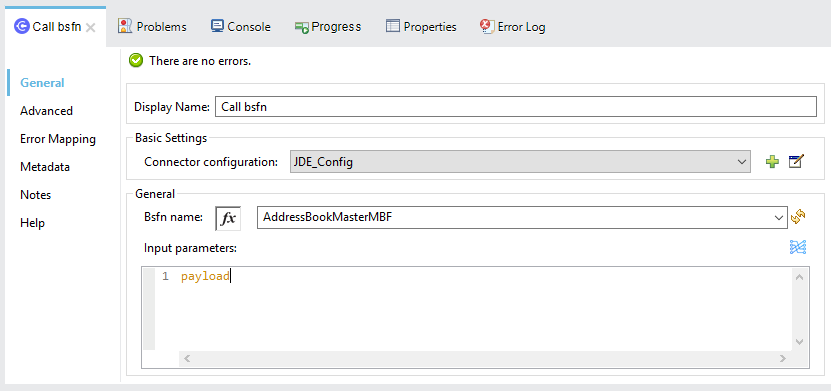 Call bsfn
Problems
Console
Progress
Properties
Error Log
There are no errors.
General
Advanced
Error Mapping
Metadata
Notes
Help
Display Name: Call bsfn
Basic Settings
Connector configuration: JDE_Config
General
Bsfn name: fx AddressBookMasterMBF
Input parameters:
1 payload